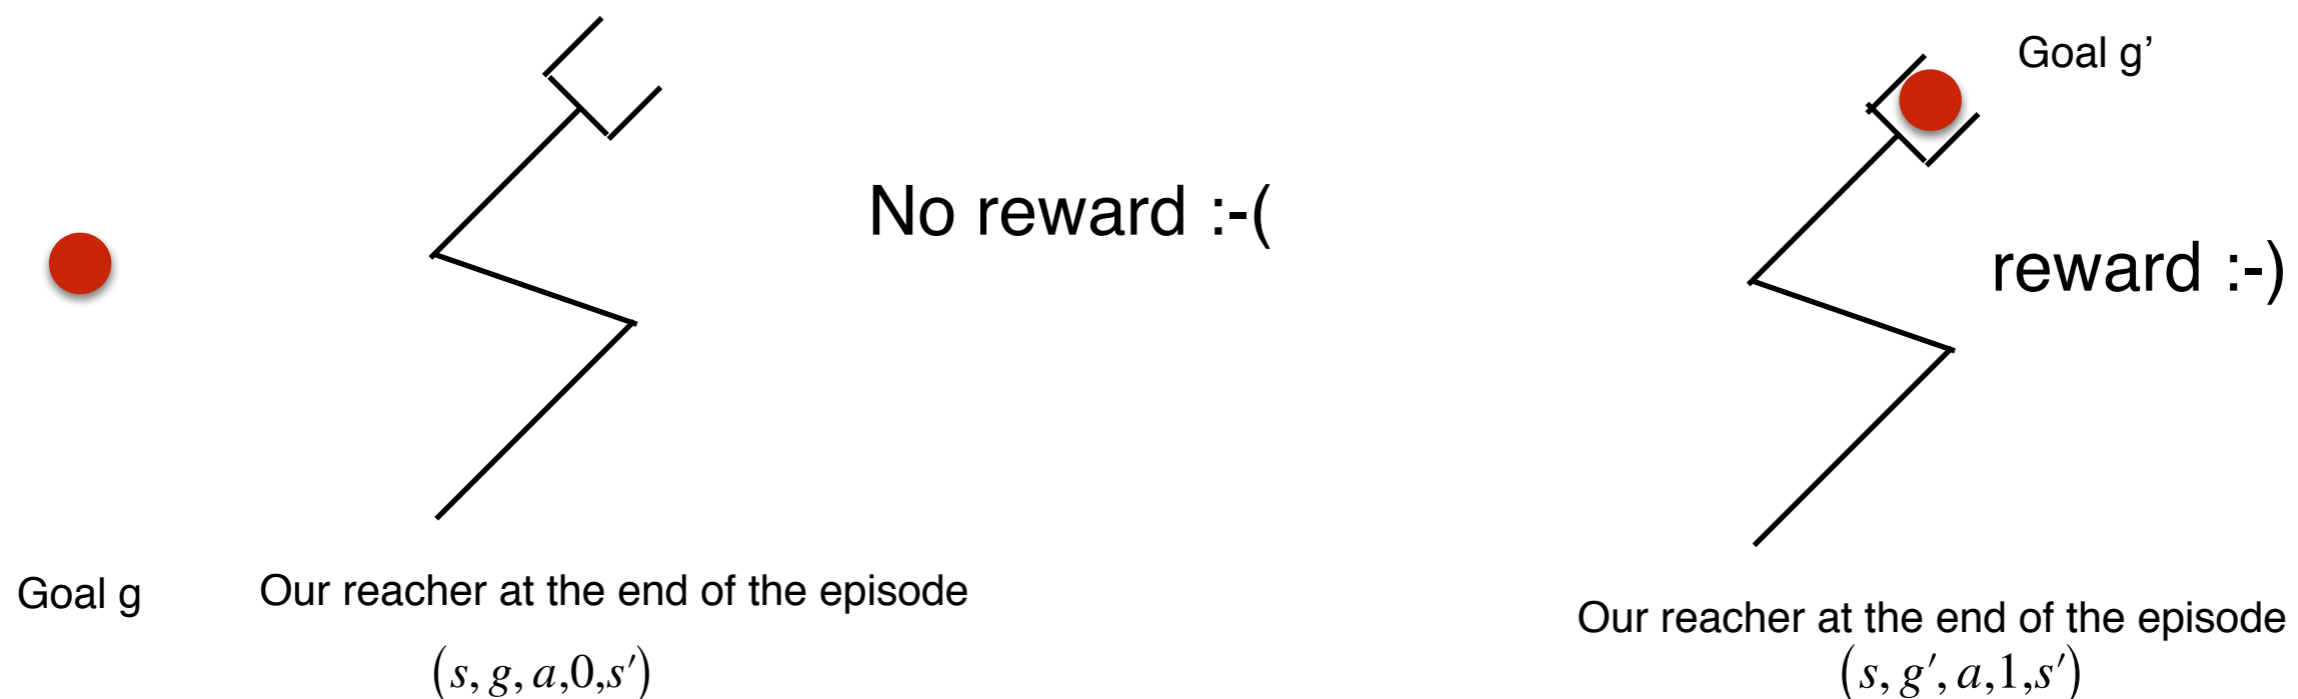 No reward :-(
Goal g
Our reacher at the end of the episode
(s, g, a,0,s′)
Goal g’
reward :-)
Our reacher at the end of the episode
(s, g′, a,1,s′)